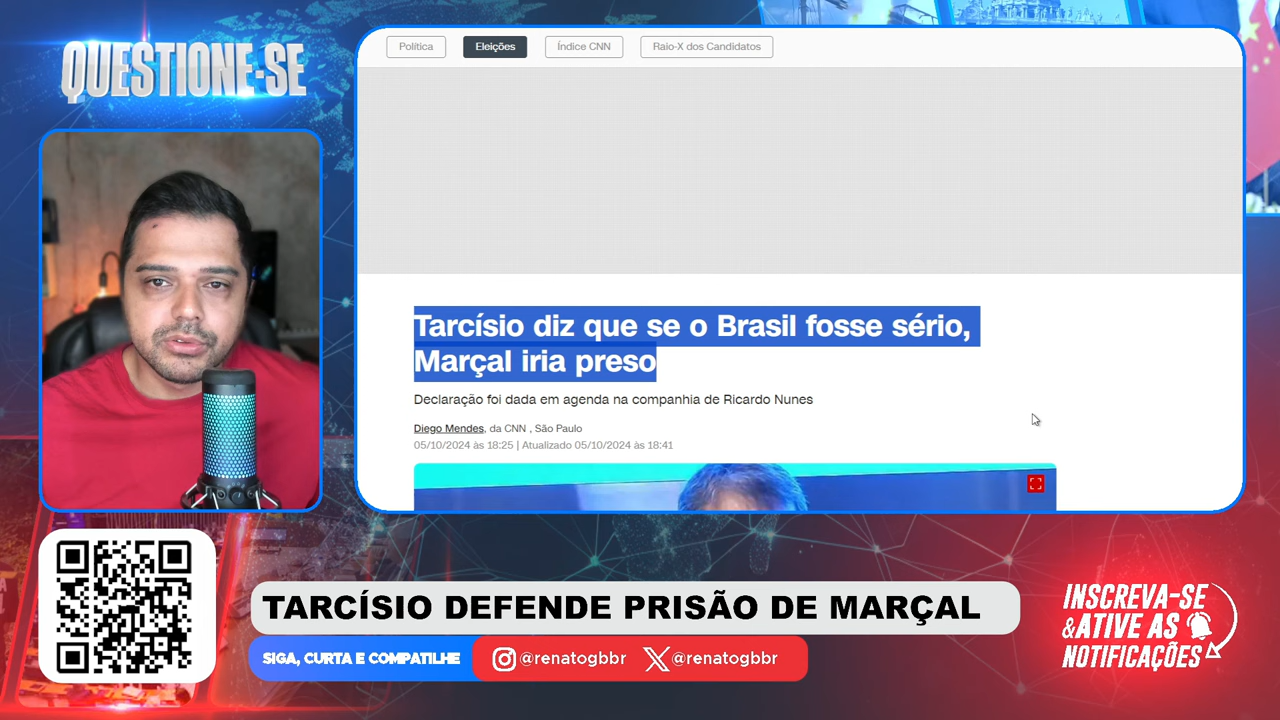 QUESTIONE-SE
Política
Eleições
Índice CNN
Raio-X dos Candidatos
Tarcísio diz que se o Brasil fosse sério,
Marçal iria preso
Declaração foi dada em agenda na companhia de Ricardo Nunes
Diego Mendes, da CNN , São Paulo
05/10/2024 às 18:25 | Atualizado 05/10/2024 às 18:41
TARCÍSIO DEFENDE PRISÃO DE MARÇAL
SIGA, CURTA E COMPATILHE
@renatogbbr
@renatogbbr
INSCREVA-SE
&ATIVE AS
NOTIFICAÇÕES